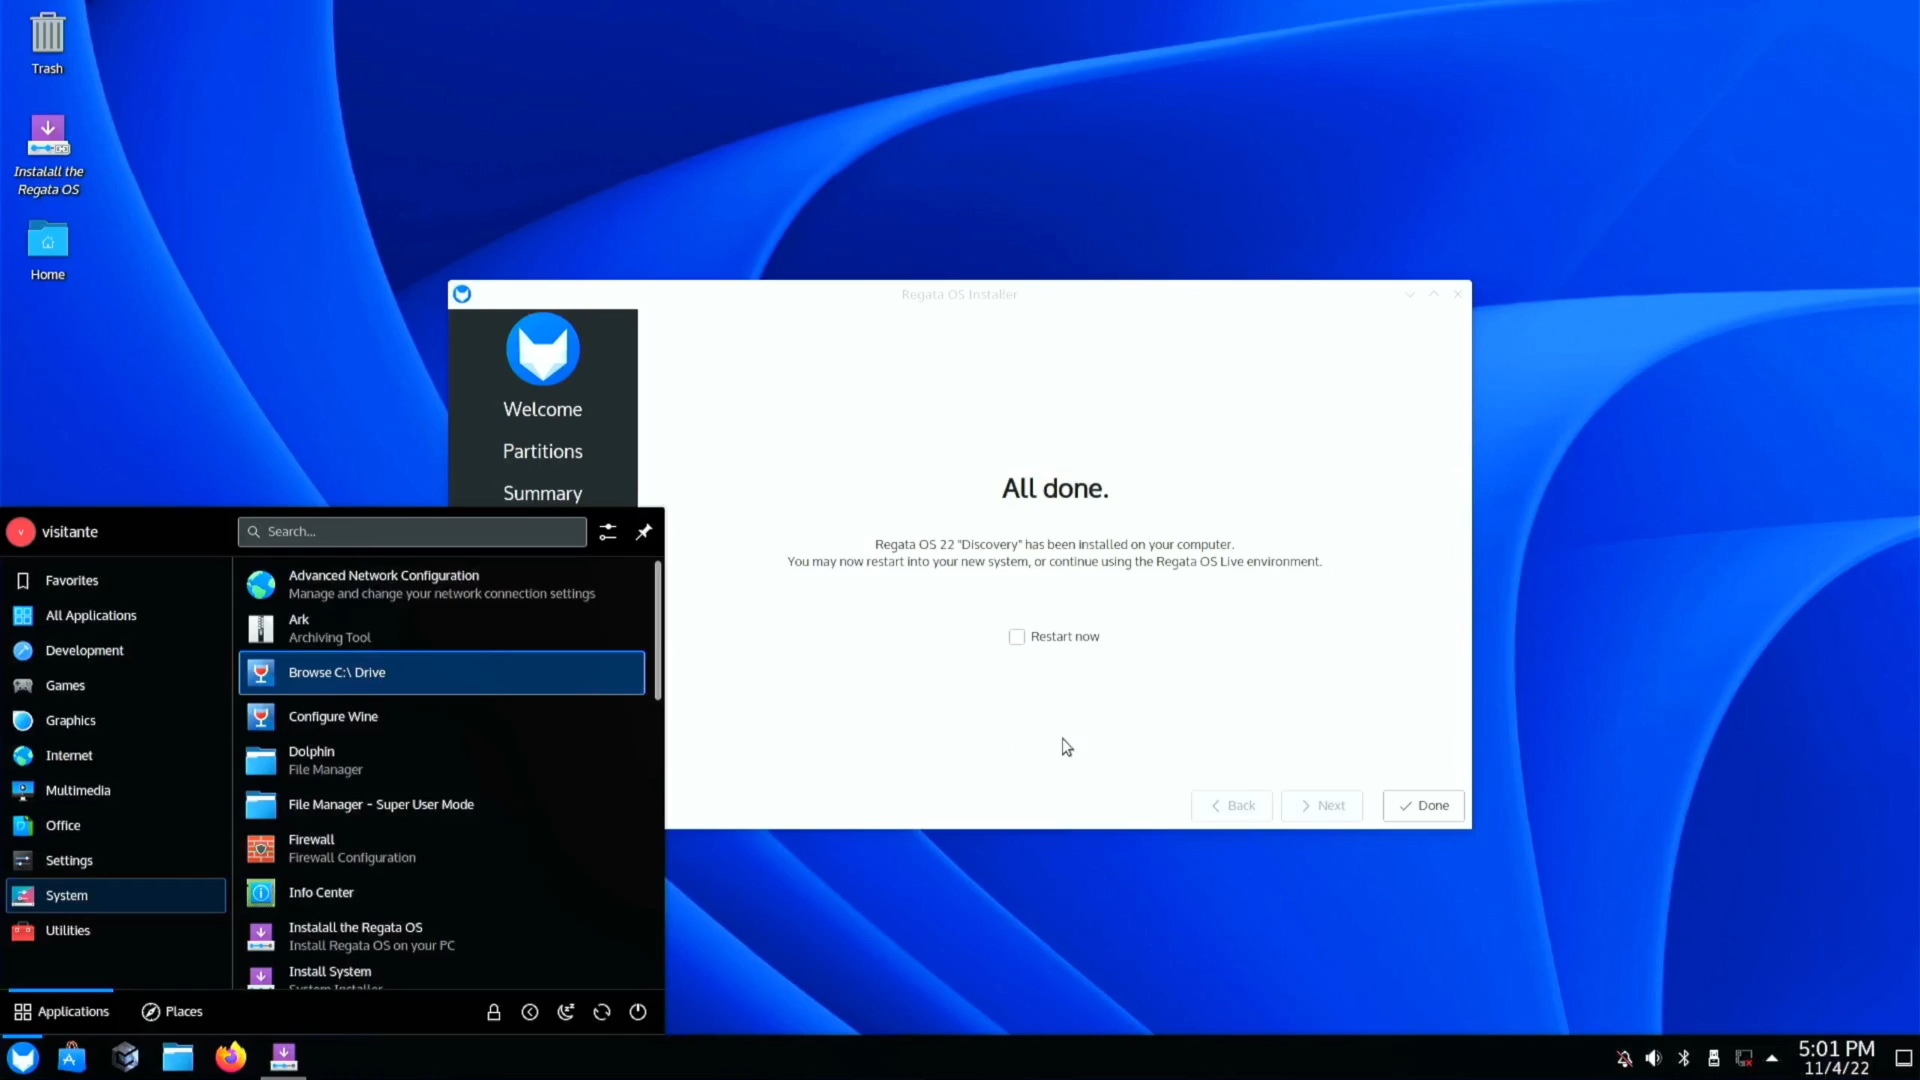 Trash
Instalall the
Regata OS
Home
Regata OS Installer
Welcome
Partitions
Summary
All done.
Regata OS 22 "Discovery" has been installed on your computer.
You may now restart into your new system, or continue using the Regata OS Live environment.
Restart now
Back
Next
Done
v
visitante
Search...
Favorites
All Applications
Development
Games
Graphics
Internet
Multimedia
Office
Settings
System
Utilities
Advanced Network Configuration
Manage and change your network connection settings
Ark
Archiving Tool
Browse C:\ Drive
Configure Wine
Dolphin
File Manager
File Manager - Super User Mode
Firewall
Firewall Configuration
Info Center
Instalall the Regata OS
Install Regata OS on your PC
Install System
System Installer
Applications
Places
5:01 PM
11/4/22